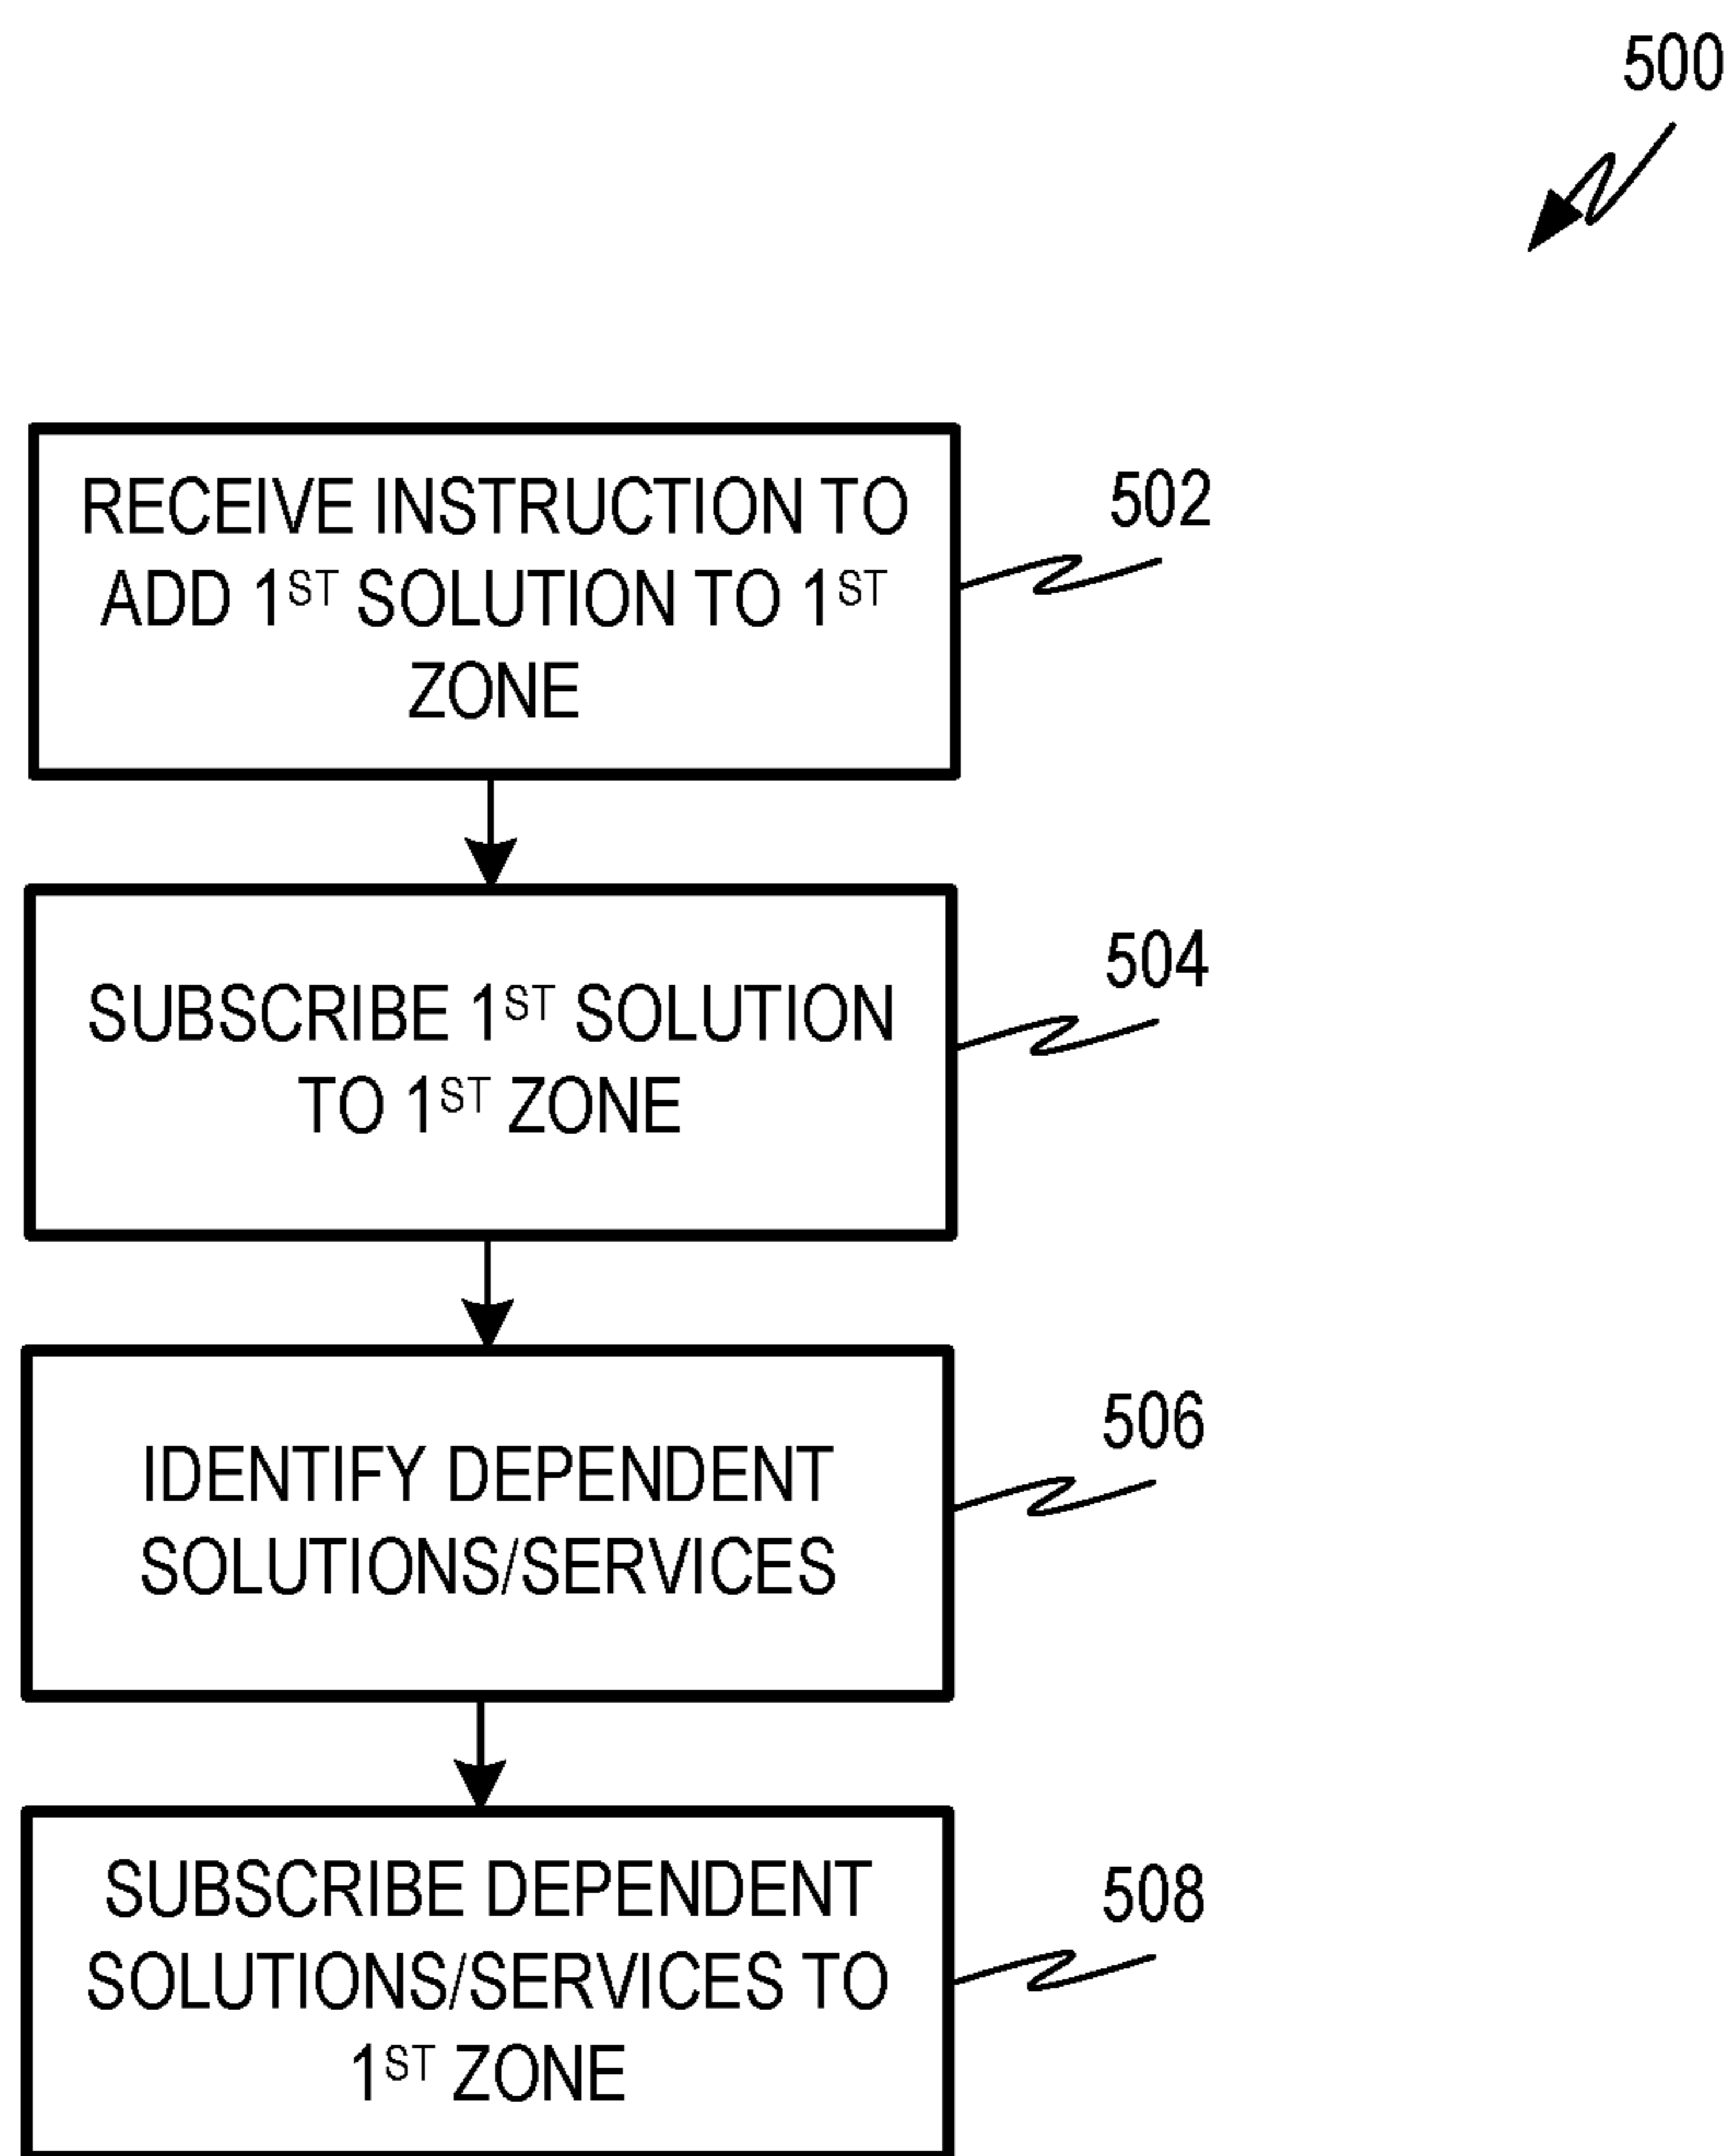 500
RECEIVE INSTRUCTION TO
ADD 1ST SOLUTION TO 1ST
ZONE
502
SUBSCRIBE 1ST SOLUTION
TO 1ST ZONE
504
IDENTIFY DEPENDENT
SOLUTIONS/SERVICES
506
SUBSCRIBE DEPENDENT
SOLUTIONS/SERVICES TO
1ST ZONE
508